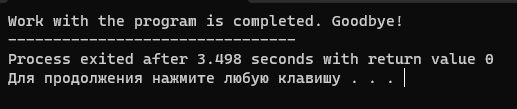 Work with the program is completed. Goodbye!
--------------------------------
Process exited after 3.498 seconds with return value 0
Для продолжения нажмите любую клавишу . . .